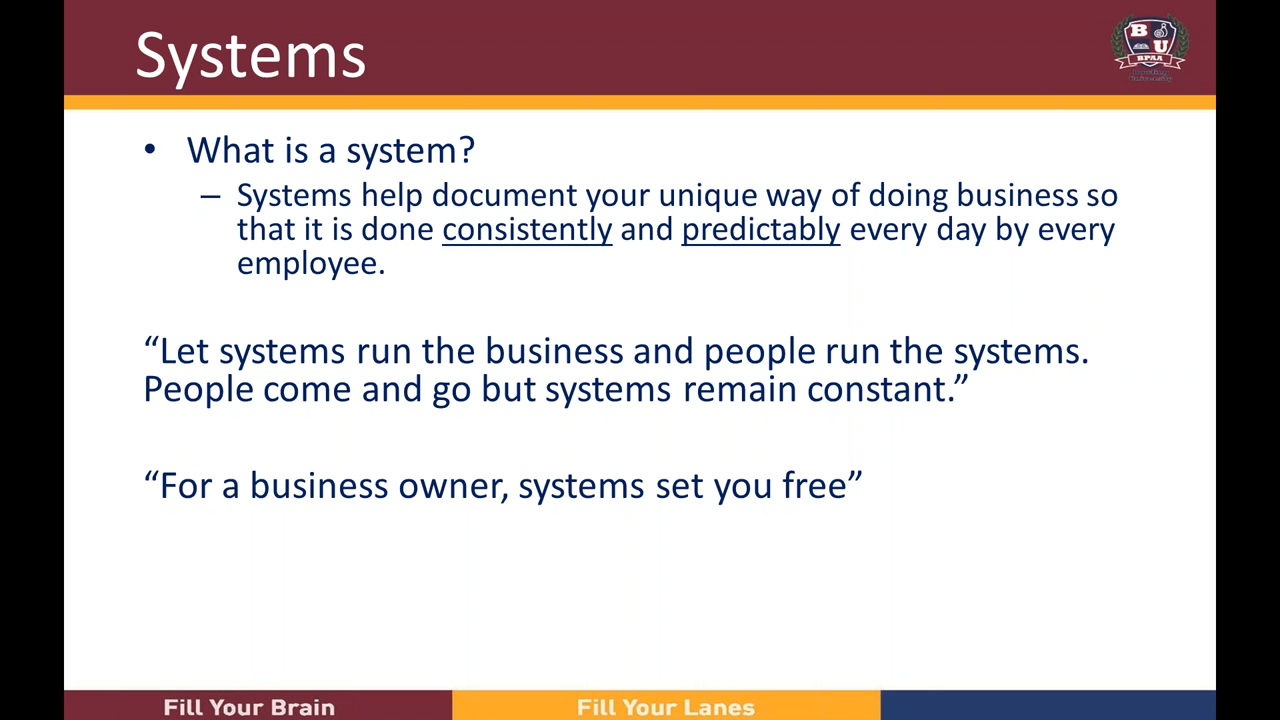 Systems
B U
BPAA
• What is a system?
– Systems help document your unique way of doing business so
that it is done consistently and predictably every day by every
employee.
“Let systems run the business and people run the systems.
People come and go but systems remain constant.”
“For a business owner, systems set you free”
Fill Your Brain
Fill Your Lanes